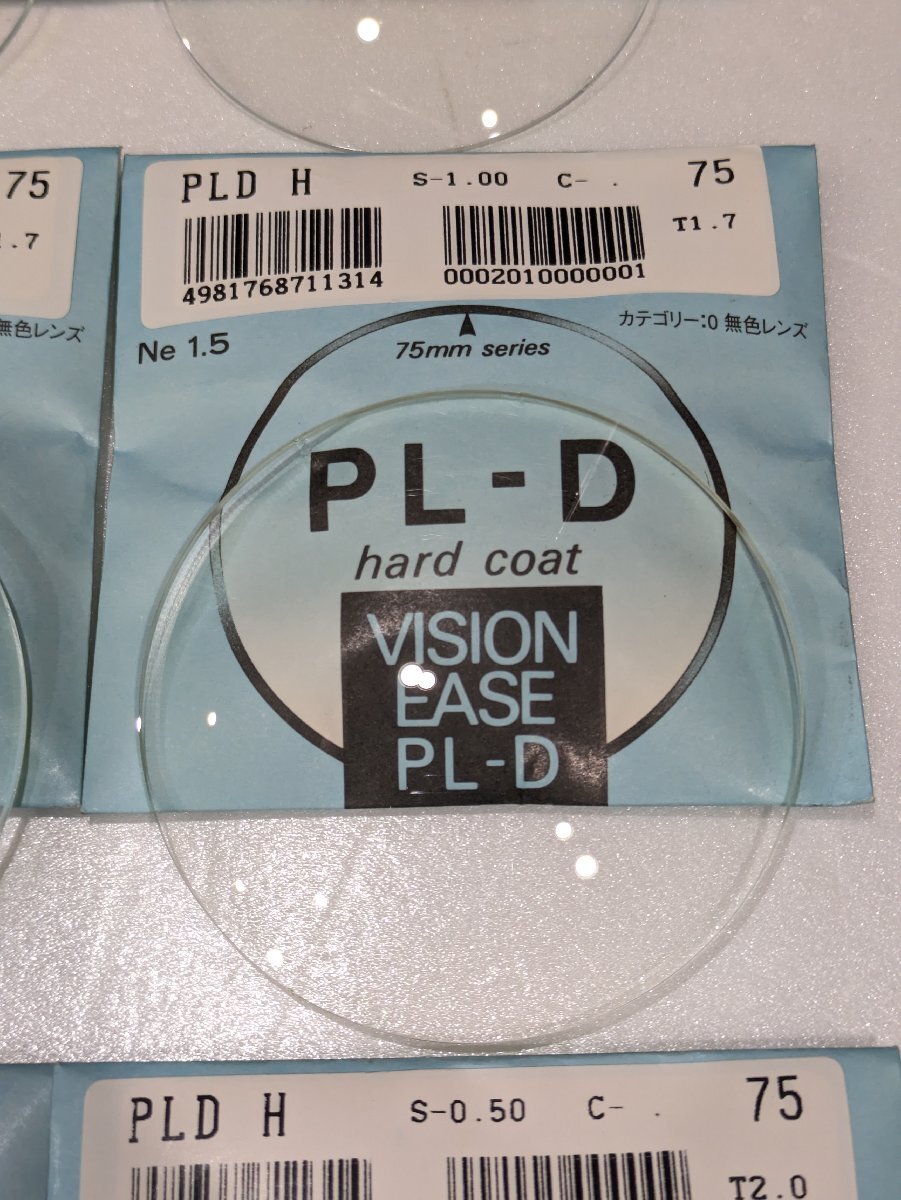 75
.7
無色レンズ
PLD H S-1.00 C- . 75
T1.7
4981768711314 0002010000001
Ne 1.5
カテゴリー:0 無色レンズ
75mm series
PL-D
hard coat
VISION
EASE
PL-D
PLD H S-0.50 C- . 75
T2.0